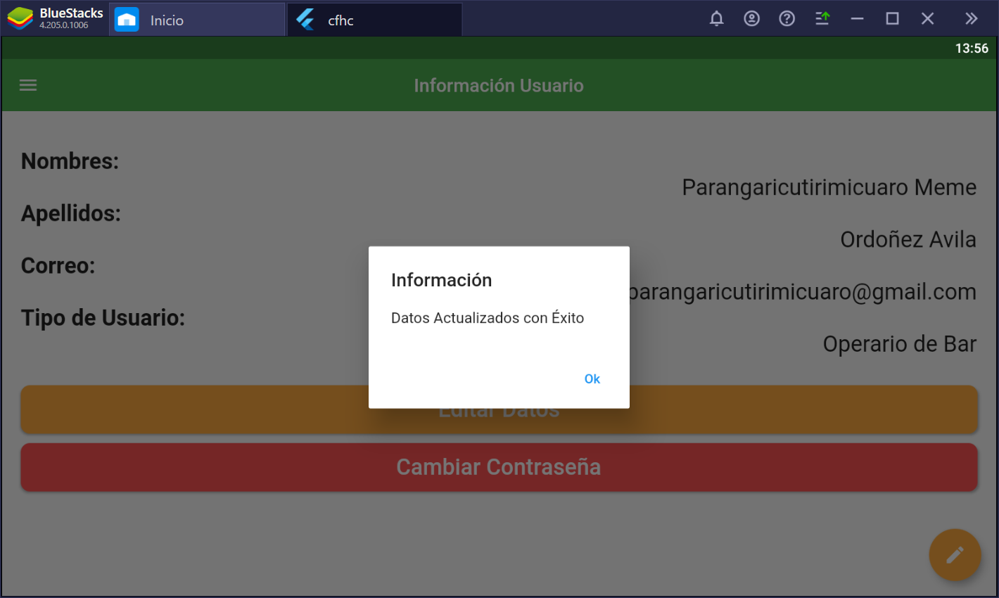 BlueStacks
4.205.0.1006
Inicio
cfhc
13:56
Información Usuario
Nombres:
Parangaricutirimicuaro Meme
Apellidos:
Ordoñez Avila
Correo:
parangaricutirimicuaro@gmail.com
Tipo de Usuario:
Operario de Bar
Información
Datos Actualizados con Éxito
Ok
Editar Datos
Cambiar Contraseña